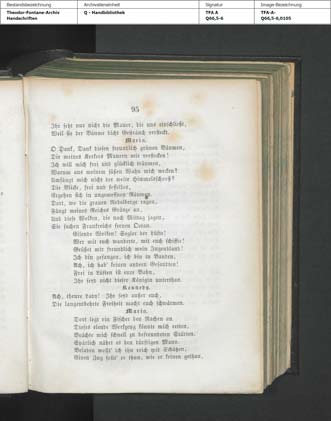 Bestandsbezeichnung
Theodor-Fontane-Archiv
Handschriften
Archivalieneinheit
Q - Handbibliothek
Signatur
TFA A
Q66,5-6
Image-Bezeichnung
TFA-A-
Q66,5-6,0105
95
Ihr seht nur nicht die Mauer, die uns einschließt,
Weil sie der Bäume dicht Gesträuch versteckt.
Maria.
O Dank, Dank diesen freundlich grünen Bäumen,
Die meines Kerkers Mauern mir verstecken!
Ich will mich frei und glücklich träumen,
Warum aus meinem süßen Wahn mich wecken?
Umfängt mich nicht der weite Himmelsschooß?
Die Blicke, frei und fessellos,
Ergehen sich in ungemeßnen Räumen.
Dort, wo die grauen Nebelberge ragen,
Fängt meines Reiches Gränze an,
Und diese Wolken, die nach Mittag jagen,
Sie suchen Frankreichs fernen Ocean.
Eilende Wolken! Segler der Lüfte!
Wer mit euch wanderte, mit euch schiffte!
Grüßet mir freundlich mein Jugendland!
Ich bin gefangen, ich bin in Banden,
Ach, ich hab' keinen andern Gesandten!
Frei in Lüften ist eure Bahn,
Ihr seid nicht dieser Königin unterthan.
Kennedy.
Ach, theure Lady! Ihr seid außer euch,
Die langentbehrte Freiheit macht euch schwärmen.
Maria.
Dort legt ein Fischer den Nachen an.
Dieses elende Werkzeug könnte mich retten,
Brächte mich schnell zu befreundeten Städten.
Spärlich nährt es den dürftigen Mann.
Beladen wollt' ich ihn reich mit Schätzen,
Einen Zug sollt' er thun, wie er keinen gethan,